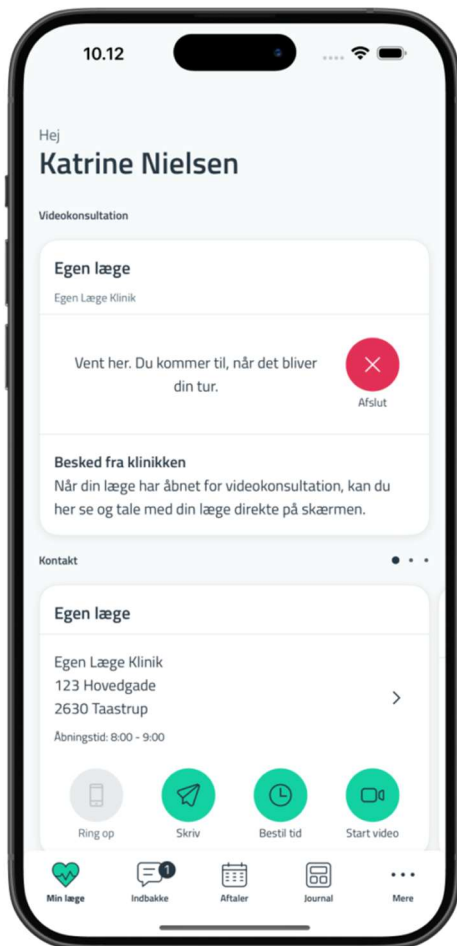 10.12
Hej
Katrine Nielsen
Videokonsultation
Egen læge
Egen Læge Klinik
Vent her. Du kommer til, når det bliver
din tur.
Afslut
Besked fra klinikken
Når din læge har åbnet for videokonsultation, kan du
her se og tale med din læge direkte på skærmen.
Kontakt
Egen læge
Egen Læge Klinik
123 Hovedgade
2630 Taastrup
Åbningstid: 8:00 - 9:00
Ring op
Skriv
Bestil tid
Start video
1
Min læge
Indbakke
Aftaler
Journal
Mere